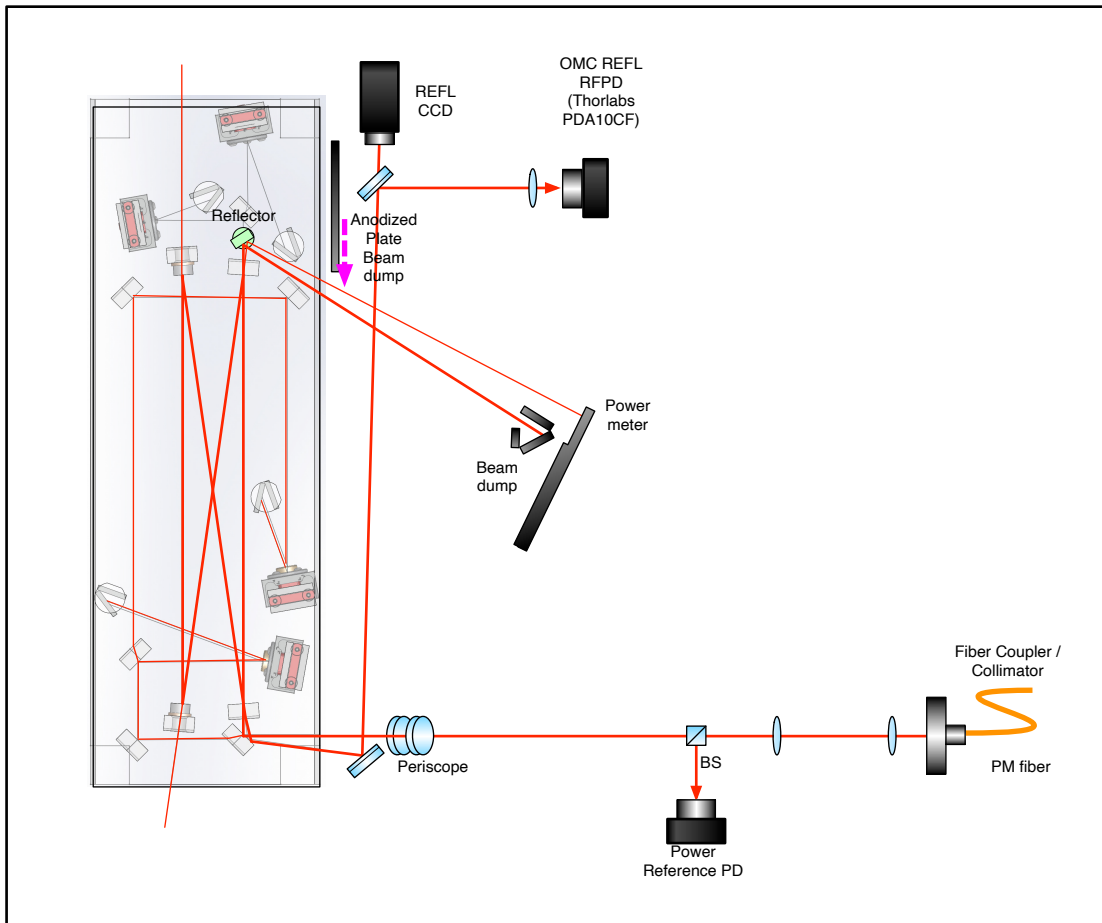 REFL
CCD
OMC REFL
RFPD
(Thorlabs
PDA10CF)
Reflector
Anodized
Plate
Beam
dump
Power
meter
Beam
dump
Fiber Coupler /
Collimator
PM fiber
Periscope
BS
Power
Reference PD